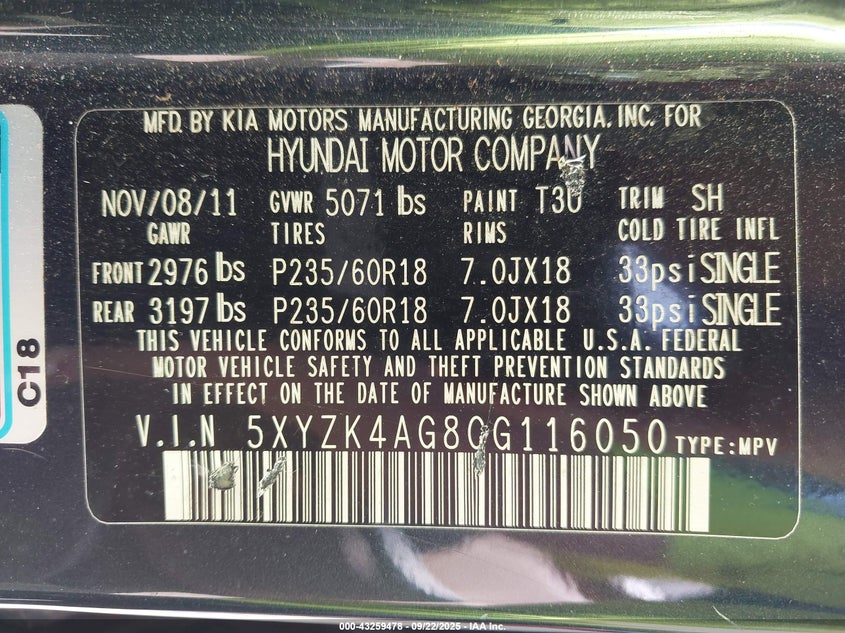 MFD. BY KIA MOTORS MANUFACTURING GEORGIA, INC. FOR
HYUNDAI MOTOR COMPANY
NOV/08/11 GVWR 5071 lbs PAINT T30 TRIM SH
GAWR TIRES RIMS COLD TIRE INFL
FRONT 2976 lbs P235/60R18 7.0JX18 33psi SINGLE
REAR 3197 lbs P235/60R18 7.0JX18 33psi SINGLE
THIS VEHICLE CONFORMS TO ALL APPLICABLE U.S.A. FEDERAL
MOTOR VEHICLE SAFETY AND THEFT PREVENTION STANDARDS
IN EFFECT ON THE DATE OF MANUFACTURE SHOWN ABOVE
V.I.N 5XYZK4AG8CG116050 TYPE:MPV
C18
000-43259478 - 09/22/2025 - IAA Inc.